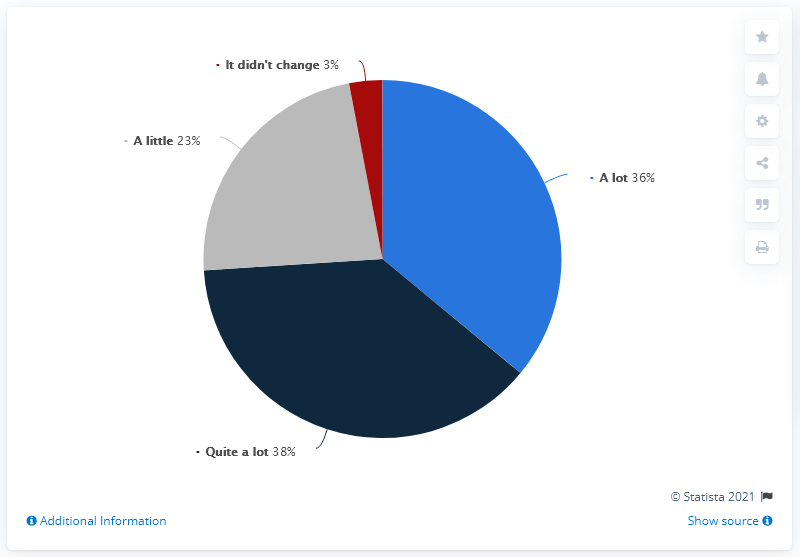 It didn't change 3%
A little 23%
A lot 36%
Quite a lot 38%
© Statista 2021
Additional Information
Show source